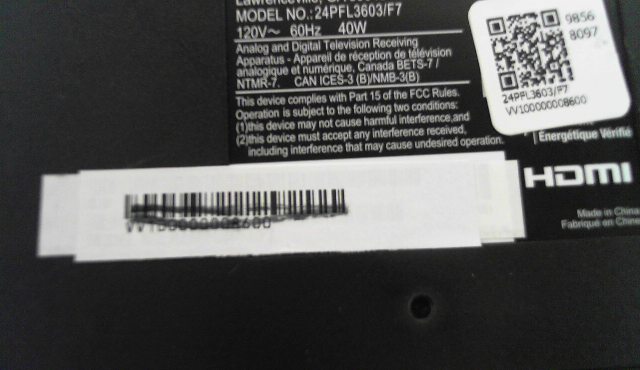 Lawrenceville, G
MODEL NO.:24PFL3603/F7
120V~ 60Hz 40W
Analog and Digital Television Receiving
Apparatus - Appareil de réception de télévision
analogique et numérique, Canada BETS-7 /
NTMR-7. CAN ICES-3 (B)/NMB-3(B)
This device complies with Part 15 of the FCC Rules.
Operation is subject to the following two conditions:
(1)this device may not cause harmful interference,and
(2)this device must accept any interference received,
including interference that may cause undesired operation.
9856
8097
24PFL3603/F7
VV100000008600
Énergétique Vérifié
HDMI
Made in China
Fabriqué en Chine
VV100000008600